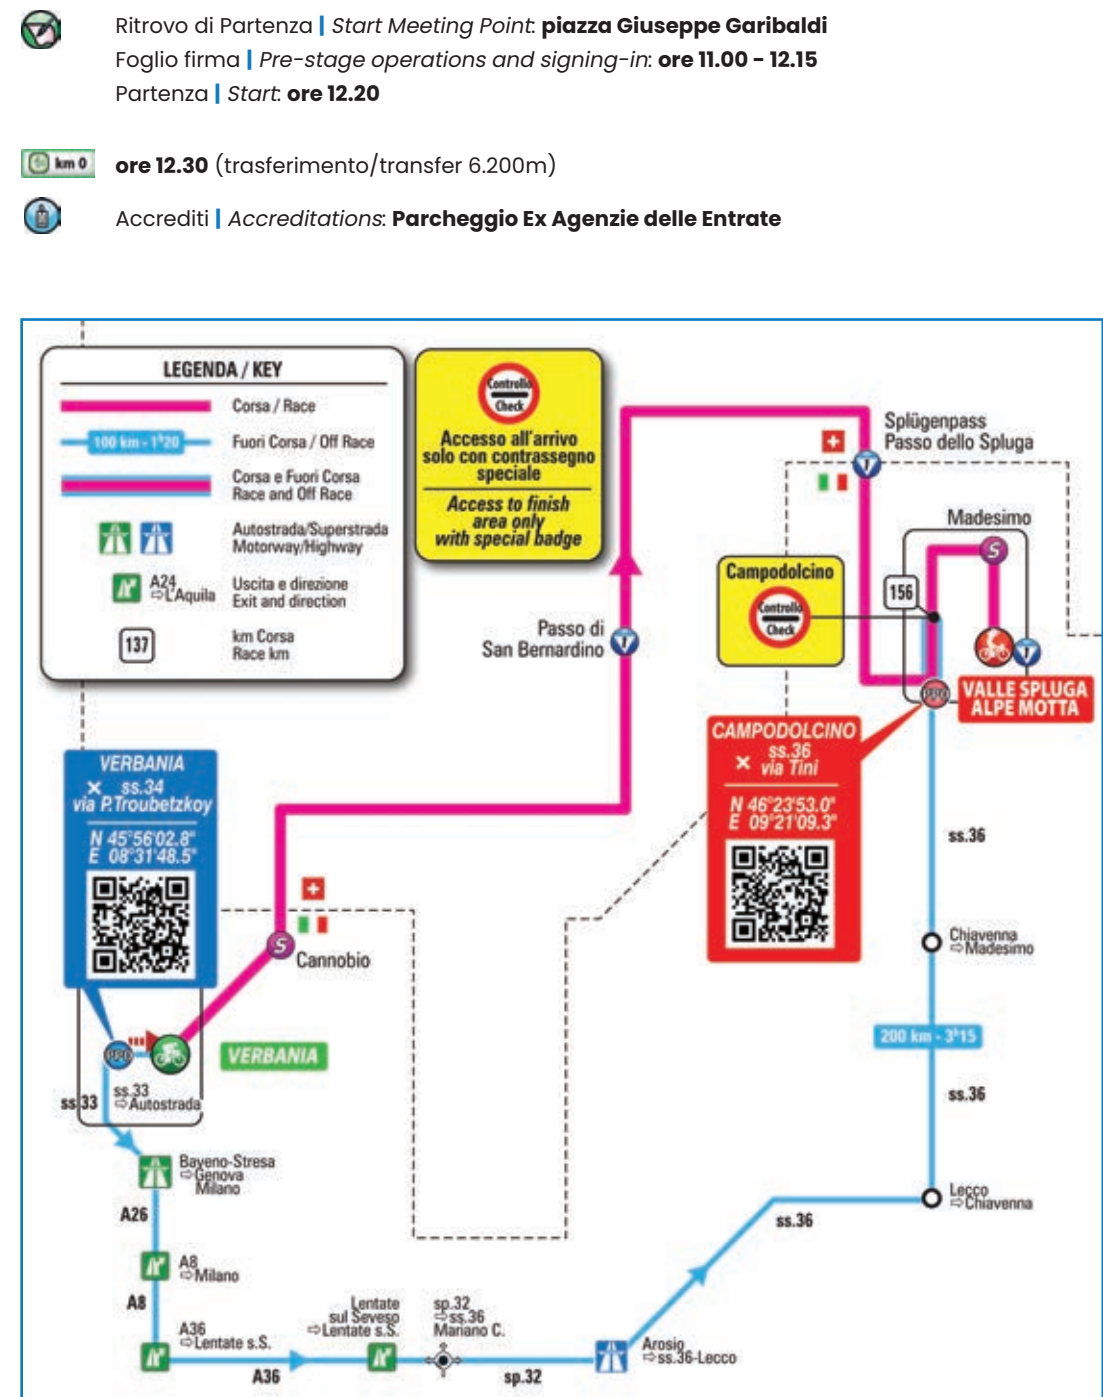 Ritrovo di Partenza | Start Meeting Point: piazza Giuseppe Garibaldi
Foglio firma | Pre-stage operations and signing-in: ore 11.00 - 12.15
Partenza | Start: ore 12.20
km 0
ore 12.30 (trasferimento/transfer 6.200m)
Accrediti | Accreditations: Parcheggio Ex Agenzie delle Entrate
LEGENDA / KEY
Corsa / Race
100 km - 1h20
Fuori Corsa / Off Race
Corsa e Fuori Corsa
Race and Off Race
Autostrada/Superstrada
Motorway/Highway
A24
⇨L'Aquila
Uscita e direzione
Exit and direction
137
km Corsa
Race km
Controllo
Check
Accesso all'arrivo
solo con contrassegno
speciale
Access to finish
area only
with special badge
Splügenpass
Passo dello Spluga
Madesimo
S
Campodolcino
Controllo
Check
156
Passo di
San Bernardino
PPO
VALLE SPLUGA
ALPE MOTTA
CAMPODOLCINO
× ss.36
via Tini
N 46°23'53.0"
E 09°21'09.3"
VERBANIA
× ss.34
via P.Troubetzkoy
N 45°56'02.8"
E 08°31'48.5"
ss.36
S
Cannobio
Chiavenna
⇨Madesimo
200 km - 3h15
PPO
VERBANIA
ss.33
ss.33
⇨Autostrada
ss.36
Baveno-Stresa
⇨Genova
Milano
Lecco
⇨Chiavenna
A26
ss.36
A8
⇨Milano
A8
A36
⇨Lentate s.S.
Lentate
sul Seveso
⇨Lentate s.S.
sp.32
⇨ss.36
Mariano C.
Arosio
⇨ss.36-Lecco
A36
sp.32